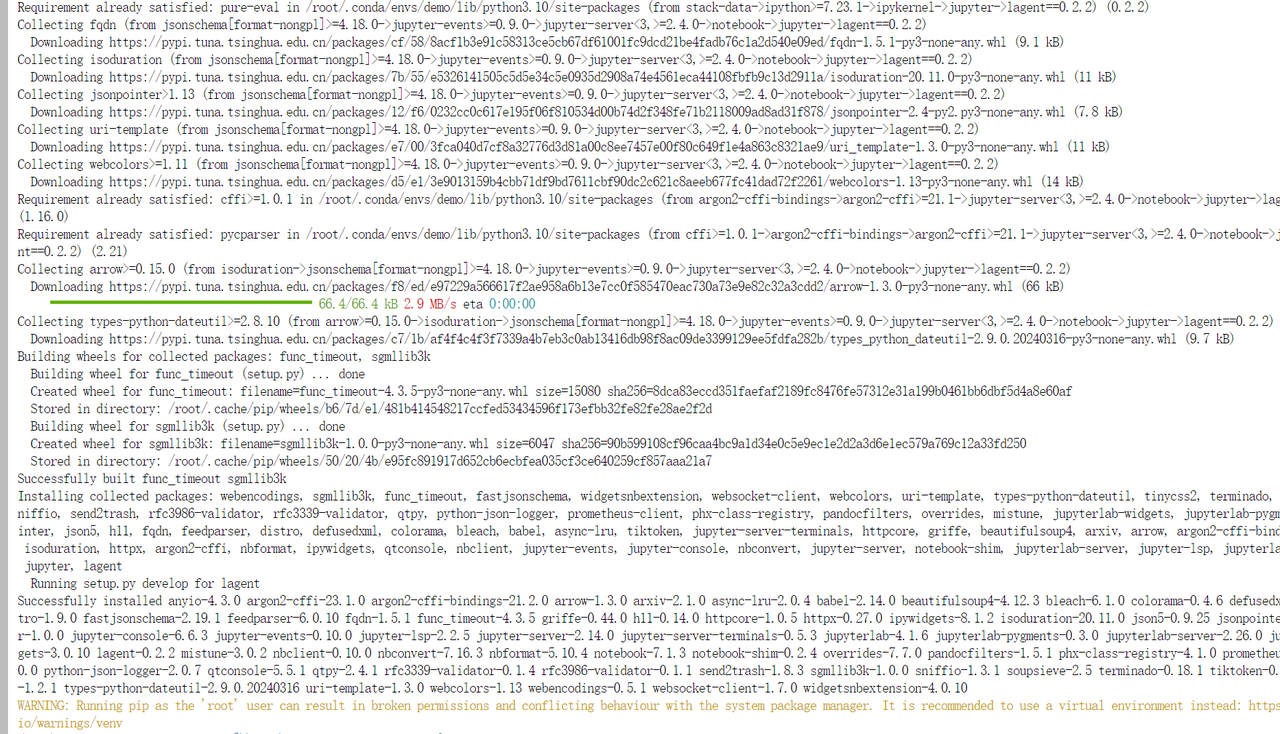 Requirement already satisfied: pure-eval in /root/.conda/envs/demo/lib/python3.10/site-packages (from stack-data->ipython>=7.23.1->ipykernel->jupyter->lagent==0.2.2) (0.2.2)
Collecting fqdn (from jsonschema[format-nongpl]>=4.18.0->jupyter-events>=0.9.0->jupyter-server<3,>=2.4.0->notebook->jupyter->lagent==0.2.2)
Downloading https://pypi.tuna.tsinghua.edu.cn/packages/cf/58/8acf1b3e91c58313ce5cb67df61001fc9dcd21be4fadb76c1a2d540e09ed/fqdn-1.5.1-py3-none-any.whl (9.1 kB)
Collecting isoduration (from jsonschema[format-nongpl]>=4.18.0->jupyter-events>=0.9.0->jupyter-server<3,>=2.4.0->notebook->jupyter->lagent==0.2.2)
Downloading https://pypi.tuna.tsinghua.edu.cn/packages/7b/55/e5326141505c5d5e34c5e0935d2908a74e4561eca44108fbfb9c13d2911a/isoduration-20.11.0-py3-none-any.whl (11 kB)
Collecting jsonpointer>1.13 (from jsonschema[format-nongpl]>=4.18.0->jupyter-events>=0.9.0->jupyter-server<3,>=2.4.0->notebook->jupyter->lagent==0.2.2)
Downloading https://pypi.tuna.tsinghua.edu.cn/packages/12/f6/0232cc0c617e195f06f810534d00b74d2f348fe71b2118009ad8ad31f878/jsonpointer-2.4-py2.py3-none-any.whl (7.8 kB)
Collecting uri-template (from jsonschema[format-nongpl]>=4.18.0->jupyter-events>=0.9.0->jupyter-server<3,>=2.4.0->notebook->jupyter->lagent==0.2.2)
Downloading https://pypi.tuna.tsinghua.edu.cn/packages/e7/00/3fca040d7cf8a32776d3d81a00c8ee7457e00f80c649f1e4a863c8321ae9/uri_template-1.3.0-py3-none-any.whl (11 kB)
Collecting webcolors>=1.11 (from jsonschema[format-nongpl]>=4.18.0->jupyter-events>=0.9.0->jupyter-server<3,>=2.4.0->notebook->jupyter->lagent==0.2.2)
Downloading https://pypi.tuna.tsinghua.edu.cn/packages/d5/e1/3e9013159b4cbb71df9bd7611cbf90dc2c621c8aeeb677fc41dad72f2261/webcolors-1.13-py3-none-any.whl (14 kB)
Requirement already satisfied: cffi>=1.0.1 in /root/.conda/envs/demo/lib/python3.10/site-packages (from argon2-cffi-bindings->argon2-cffi>=21.1->jupyter-server<3,>=2.4.0->notebook->jupyter->lag
(1.16.0)
Requirement already satisfied: pycparser in /root/.conda/envs/demo/lib/python3.10/site-packages (from cffi>=1.0.1->argon2-cffi-bindings->argon2-cffi>=21.1->jupyter-server<3,>=2.4.0->notebook->j
nt==0.2.2) (2.21)
Collecting arrow>=0.15.0 (from isoduration->jsonschema[format-nongpl]>=4.18.0->jupyter-events>=0.9.0->jupyter-server<3,>=2.4.0->notebook->jupyter->lagent==0.2.2)
Downloading https://pypi.tuna.tsinghua.edu.cn/packages/f8/ed/e97229a566617f2ae958a6b13e7cc0f585470eac730a73e9e82c32a3cdd2/arrow-1.3.0-py3-none-any.whl (66 kB)
66.4/66.4 kB 2.9 MB/s eta 0:00:00
Collecting types-python-dateutil>=2.8.10 (from arrow>=0.15.0->isoduration->jsonschema[format-nongpl]>=4.18.0->jupyter-events>=0.9.0->jupyter-server<3,>=2.4.0->notebook->jupyter->lagent==0.2.2)
Downloading https://pypi.tuna.tsinghua.edu.cn/packages/c7/1b/af4f4c4f3f7339a4b7eb3c0ab13416db98f8ac09de3399129ee5fdfa282b/types_python_dateutil-2.9.0.20240316-py3-none-any.whl (9.7 kB)
Building wheels for collected packages: func_timeout, sgmllib3k
Building wheel for func_timeout (setup.py) ... done
Created wheel for func_timeout: filename=func_timeout-4.3.5-py3-none-any.whl size=15080 sha256=8dca83eccd351faefaf2189fc8476fe57312e31a199b0461bb6dbf5d4a8e60af
Stored in directory: /root/.cache/pip/wheels/b6/7d/e1/481b414548217ccfed53434596f173efbb32fe82fe28ae2f2d
Building wheel for sgmllib3k (setup.py) ... done
Created wheel for sgmllib3k: filename=sgmllib3k-1.0.0-py3-none-any.whl size=6047 sha256=90b599108cf96caa4bc9a1d34e0c5e9ec1e2d2a3d6e1ec579a769c12a33fd250
Stored in directory: /root/.cache/pip/wheels/50/20/4b/e95fc891917d652cb6ecbfea035cf3ce640259cf857aaa21a7
Successfully built func_timeout sgmllib3k
Installing collected packages: webencodings, sgmllib3k, func_timeout, fastjsonschema, widgetsnbextension, websocket-client, webcolors, uri-template, types-python-dateutil, tinycss2, terminado,
niffio, send2trash, rfc3986-validator, rfc3339-validator, qtpy, python-json-logger, prometheus-client, phx-class-registry, pandocfilters, overrides, mistune, jupyterlab-widgets, jupyterlab-pygm
inter, json5, h11, fqdn, feedparser, distro, defusedxml, colorama, bleach, babel, async-lru, tiktoken, jupyter-server-terminals, httpcore, griffe, beautifulsoup4, arxiv, arrow, argon2-cffi-bind
isoduration, httpx, argon2-cffi, nbformat, ipywidgets, qtconsole, nbclient, jupyter-events, jupyter-console, nbconvert, jupyter-server, notebook-shim, jupyterlab-server, jupyter-lsp, jupyterla
jupyter, lagent
Running setup.py develop for lagent
Successfully installed anyio-4.3.0 argon2-cffi-23.1.0 argon2-cffi-bindings-21.2.0 arrow-1.3.0 arxiv-2.1.0 async-lru-2.0.4 babel-2.14.0 beautifulsoup4-4.12.3 bleach-6.1.0 colorama-0.4.6 defusedx
tro-1.9.0 fastjsonschema-2.19.1 feedparser-6.0.10 fqdn-1.5.1 func_timeout-4.3.5 griffe-0.44.0 h11-0.14.0 httpcore-1.0.5 httpx-0.27.0 ipywidgets-8.1.2 isoduration-20.11.0 json5-0.9.25 jsonpointe
r-1.0.0 jupyter-console-6.6.3 jupyter-events-0.10.0 jupyter-lsp-2.2.5 jupyter-server-2.14.0 jupyter-server-terminals-0.5.3 jupyterlab-4.1.6 jupyterlab-pygments-0.3.0 jupyterlab-server-2.26.0 ju
gets-3.0.10 lagent-0.2.2 mistune-3.0.2 nbclient-0.10.0 nbconvert-7.16.3 nbformat-5.10.4 notebook-7.1.3 notebook-shim-0.2.4 overrides-7.7.0 pandocfilters-1.5.1 phx-class-registry-4.1.0 prometheu
0.0 python-json-logger-2.0.7 qtconsole-5.5.1 qtpy-2.4.1 rfc3339-validator-0.1.4 rfc3986-validator-0.1.1 send2trash-1.8.3 sgmllib3k-1.0.0 sniffio-1.3.1 soupsieve-2.5 terminado-0.18.1 tiktoken-0.
-1.2.1 types-python-dateutil-2.9.0.20240316 uri-template-1.3.0 webcolors-1.13 webencodings-0.5.1 websocket-client-1.7.0 widgetsnbextension-4.0.10
WARNING: Running pip as the 'root' user can result in broken permissions and conflicting behaviour with the system package manager. It is recommended to use a virtual environment instead: https
io/warnings/venv